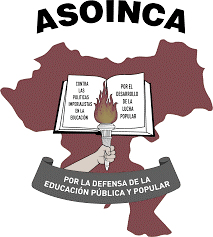 ASOINCA
CONTRA
LAS
POLITICAS
IMPERIALISTAS
EN LA
EDUCACIÓN
POR EL
DESARROLLO
DE LA
LUCHA
POPULAR
POR LA DEFENSA DE LA
EDUCACIÓN PÚBLICA Y POPULAR